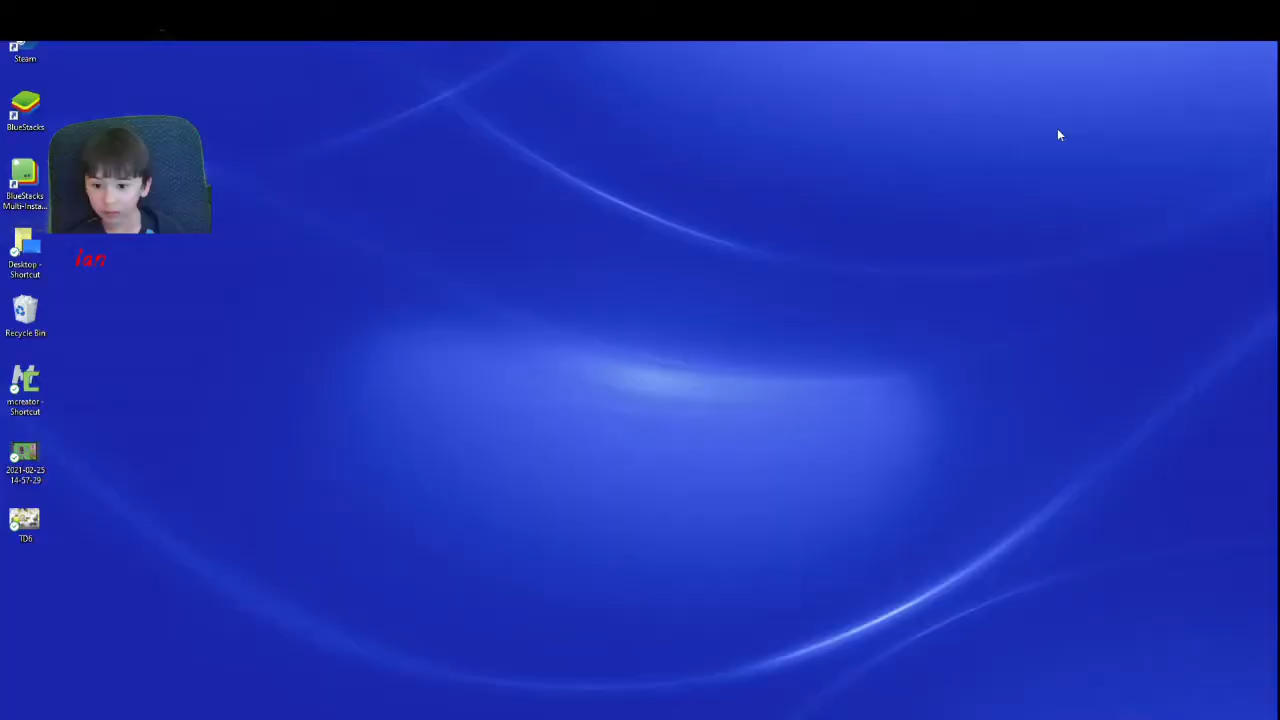 Steam
BlueStacks
BlueStacks
Multi-Insta...
Desktop -
Shortcut
Ian
Recycle Bin
mcreator -
Shortcut
2021-02-25
14-57-29
TD6